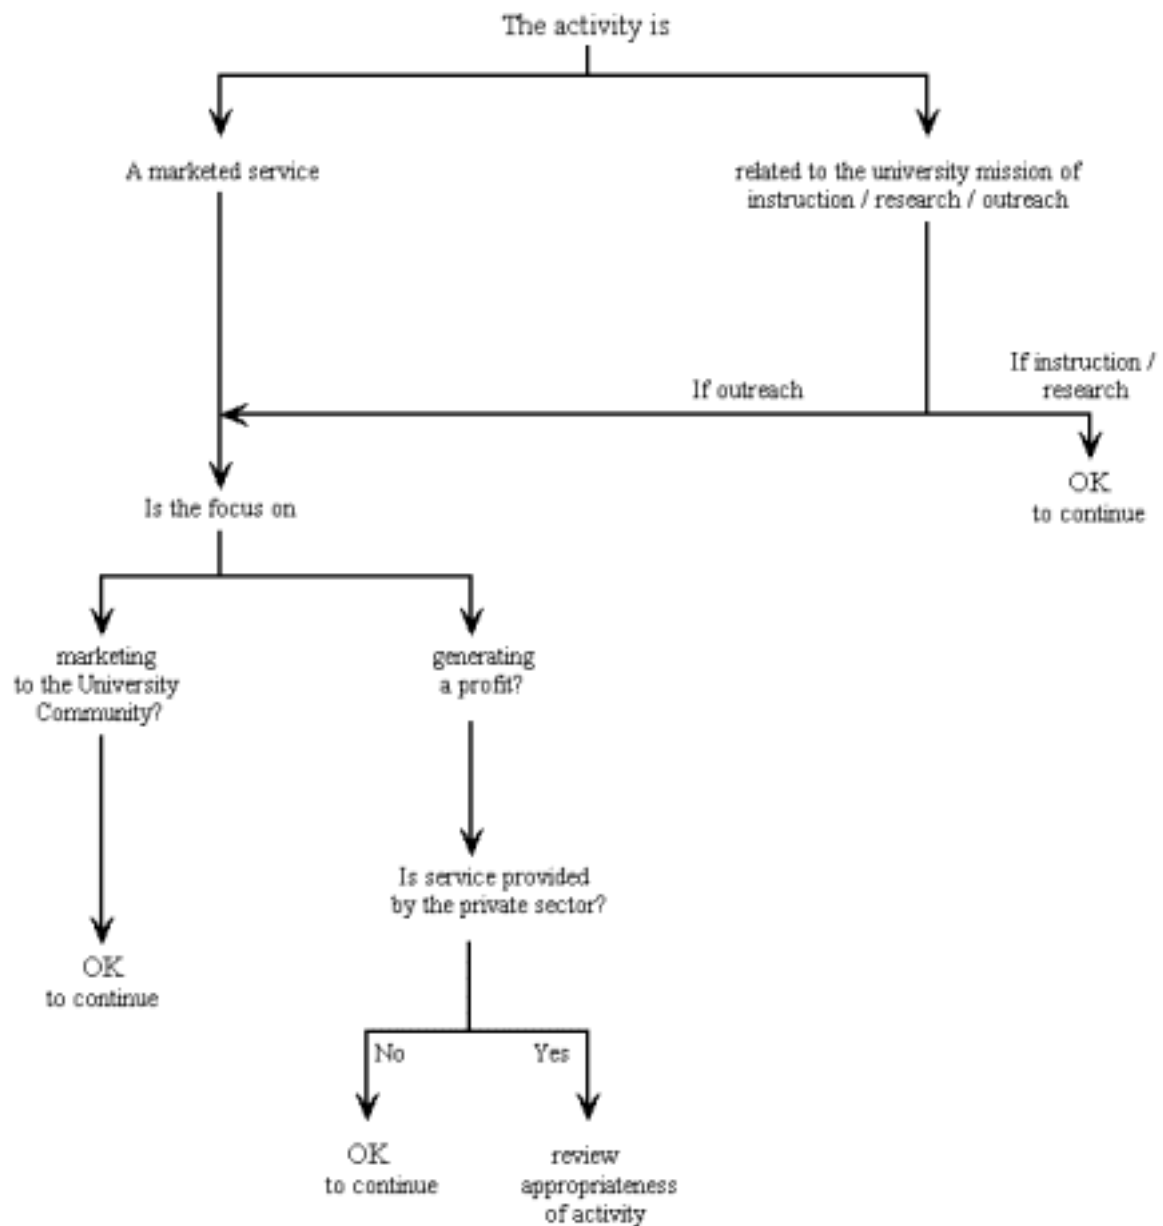 The activity is
A marketed service
related to the university mission of
instruction / research / outreach
If instruction /
research
If outreach
OK
to continue
Is the focus on
marketing
to the University
Community?
generating
a profit?
Is service provided
by the private sector?
OK
to continue
No
Yes
OK
to continue
review
appropriateness
of activity